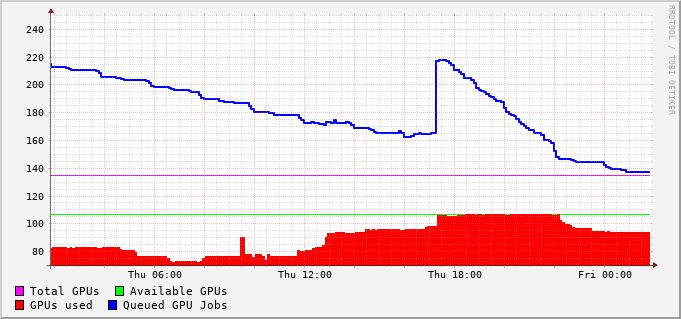 RRDTOOL / TOBI OETIKER
240
220
200
180
160
140
120
100
80
Thu 06:00 Thu 12:00 Thu 18:00 Fri 00:00
Total GPUs Available GPUs
GPUs used Queued GPU Jobs